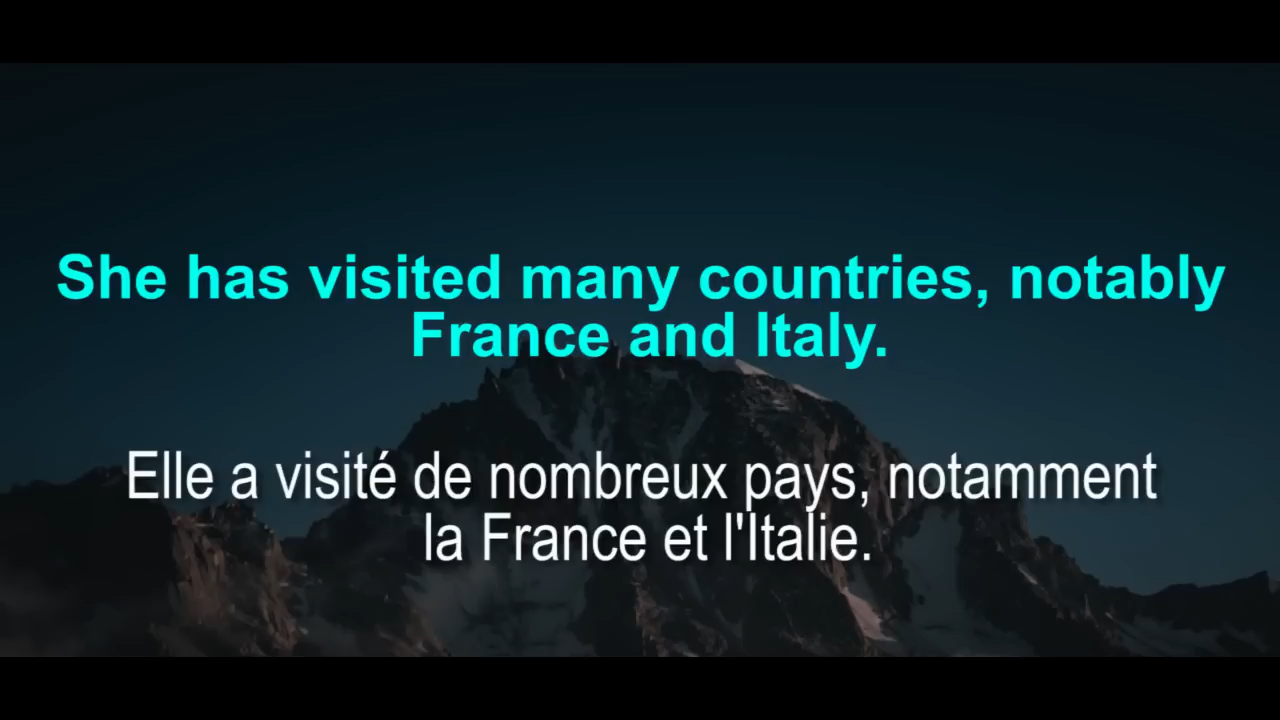 She has visited many countries, notably
France and Italy.
Elle a visité de nombreux pays, notamment
la France et l'Italie.